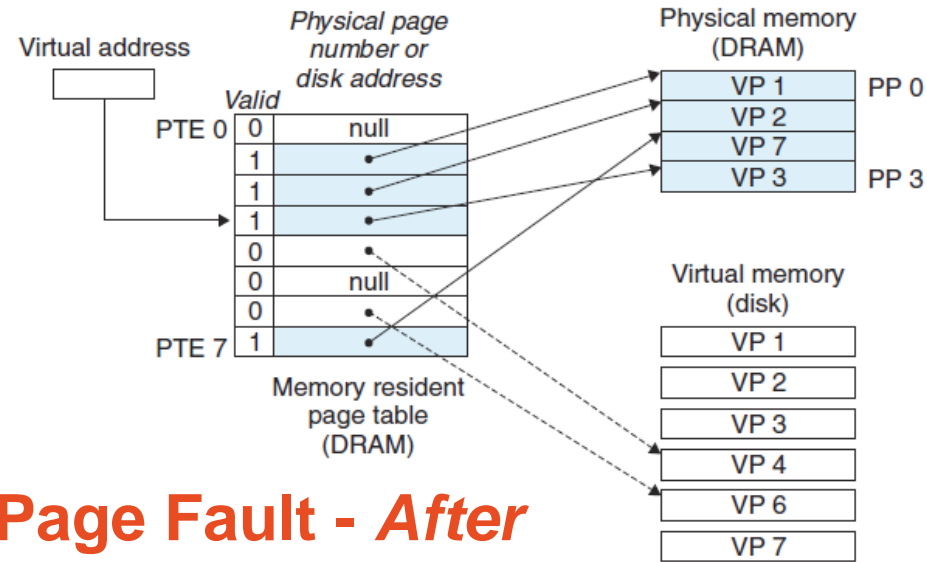 Virtual address
Physical page
number or
disk address
Valid
PTE 0
0
null
1
1
1
0
0
null
0
PTE 7
1
Memory resident
page table
(DRAM)
Physical memory
(DRAM)
VP 1
PP 0
VP 2
VP 7
VP 3
PP 3
Virtual memory
(disk)
VP 1
VP 2
VP 3
VP 4
VP 6
VP 7
Page Fault - After